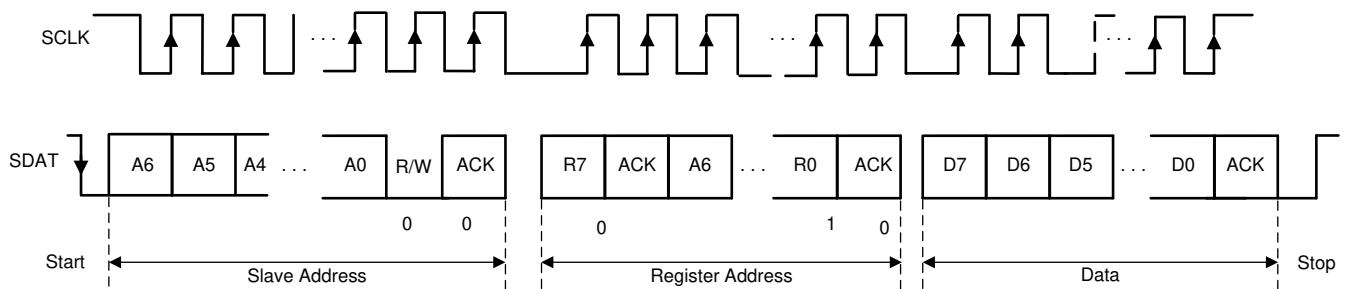 SCLK . . . . . . . . .
SDAT A6 A5 A4 . . . A0 R/W ACK R7 ACK A6 . . . R0 ACK D7 D6 D5 . . . D0 ACK
0 0 0 1 0
Start Slave Address Register Address Data Stop